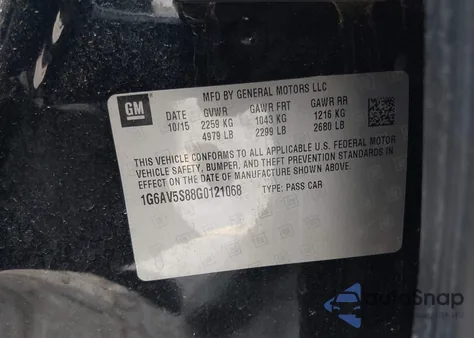 GM
MFD BY GENERAL MOTORS LLC
DATE GVWR GAWR FRT GAWR RR
10/15 2259 KG 1043 KG 1216 KG
4979 LB 2299 LB 2680 LB
THIS VEHICLE CONFORMS TO ALL APPLICABLE U.S. FEDERAL MOTOR
VEHICLE SAFETY, BUMPER, AND THEFT PREVENTION STANDARDS IN
EFFECT ON THE DATE OF MANUFACTURE SHOWN ABOVE.
1G6AV5S88G0121068 TYPE: PASS CAR
AutoSnap